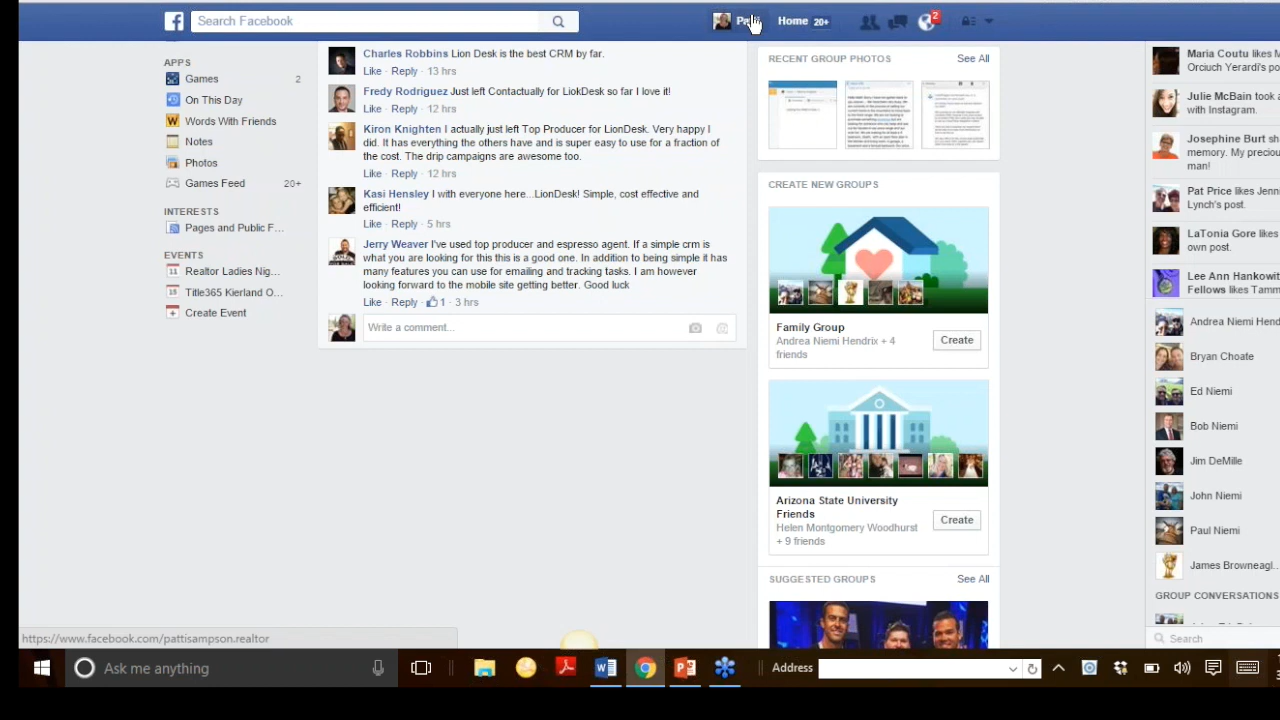 Search Facebook
Home 20+
2
APPS
Games 2
On This Day
Words With Friends
Notes
Photos
Games Feed 20+
INTERESTS
Pages and Public F...
EVENTS
11 Realtor Ladies Nig...
15 Title365 Kierland O...
Create Event
Charles Robbins Lion Desk is the best CRM by far.
Like · Reply · 13 hrs
Fredy Rodriguez Just left Contactually for LiokDesk so far I love it!
Like · Reply · 12 hrs
Kiron Knighten I actually just left Top Producer for LionDesk. Very easy I
did. It has everything the others have and is super easy to use for a fraction of
the cost. The drip campaigns are awesome too.
Like · Reply · 12 hrs
Kasi Hensley I with everyone here...LionDesk! Simple, cost effective and
efficient!
Like · Reply · 5 hrs
Jerry Weaver I've used top producer and espresso agent. If a simple crm is
what you are looking for this this is a good one. In addition to being simple it has
many features you can use for emailing and tracking tasks. I am however
looking forward to the mobile site getting better. Good luck
Like · Reply · 1 · 3 hrs
Write a comment...
RECENT GROUP PHOTOS See All
CREATE NEW GROUPS
Family Group
Andrea Niemi Hendrix + 4
friends
Create
Arizona State University
Friends
Helen Montgomery Woodhurst
+ 9 friends
Create
SUGGESTED GROUPS See All
Maria Coutu likes M
Orciuch Yerardi's po
Julie McBain took a
with Instagram.
Josephine Burt sh
memory. My preciou
man!
Pat Price likes Jenn
Lynch's post.
LaTonia Gore likes
own post.
Lee Ann Hankowit
Fellows likes Tamm
Andrea Niemi Hend
Bryan Choate
Ed Niemi
Bob Niemi
Jim DeMille
John Niemi
Paul Niemi
James Browneagl...
GROUP CONVERSATIONS
Search
https://www.facebook.com/pattisampson.realtor
Ask me anything
Address